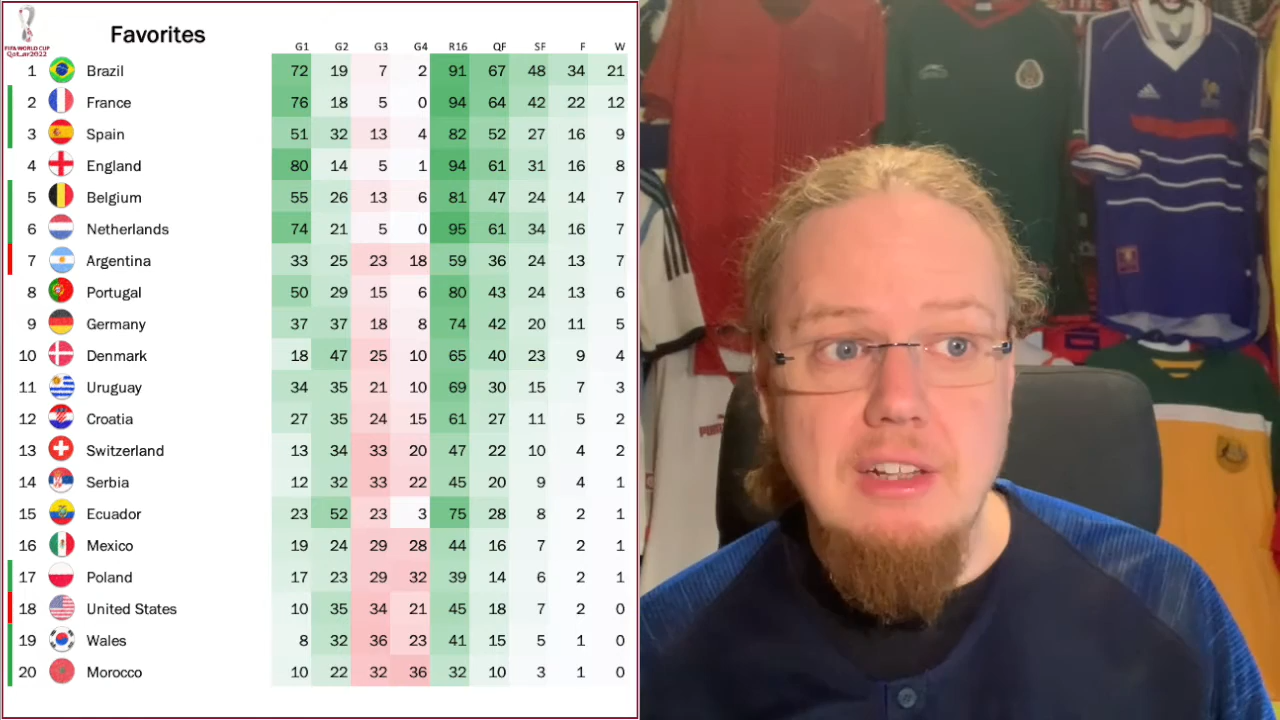 FIFA WORLD CUP
Qatar2022
Favorites
G1 G2 G3 G4 R16 QF SF F W
1 Brazil 72 19 7 2 91 67 48 34 21
2 France 76 18 5 0 94 64 42 22 12
3 Spain 51 32 13 4 82 52 27 16 9
4 England 80 14 5 1 94 61 31 16 8
5 Belgium 55 26 13 6 81 47 24 14 7
6 Netherlands 74 21 5 0 95 61 34 16 7
7 Argentina 33 25 23 18 59 36 24 13 7
8 Portugal 50 29 15 6 80 43 24 13 6
9 Germany 37 37 18 8 74 42 20 11 5
10 Denmark 18 47 25 10 65 40 23 9 4
11 Uruguay 34 35 21 10 69 30 15 7 3
12 Croatia 27 35 24 15 61 27 11 5 2
13 Switzerland 13 34 33 20 47 22 10 4 2
14 Serbia 12 32 33 22 45 20 9 4 1
15 Ecuador 23 52 23 3 75 28 8 2 1
16 Mexico 19 24 29 28 44 16 7 2 1
17 Poland 17 23 29 32 39 14 6 2 1
18 United States 10 35 34 21 45 18 7 2 0
19 Wales 8 32 36 23 41 15 5 1 0
20 Morocco 10 22 32 36 32 10 3 1 0